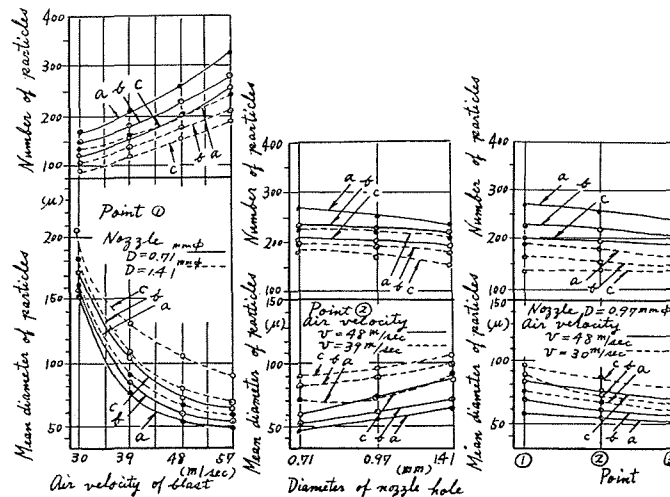 Number of particles
400
300
200
100
a b c
c b a
Mean diameter of particles
(μ)
200
150
100
50
Point ①
Nozzle
D=0.71 mmφ
D=1.41 mmφ
c b a
c b a
30 39 48 57
(m/sec)
Air velocity of blast
Number of particles
400
300
200
100
a b c
a b c
Mean diameter of particles
150
(μ)
100
50
Point ②
Air velocity
v=48 m/sec
v=39 m/sec
c b a
c b a
0.71 0.97 1.41
(mm)
Diameter of nozzle hole
Number of particles
400
300
200
100
a b c
a b c
Mean diameter of particles
150
(μ)
100
50
Nozzle, D=0.97 mmφ
Air velocity
v=48 m/sec
v=30 m/sec
c b a
c b a
① ②
Point